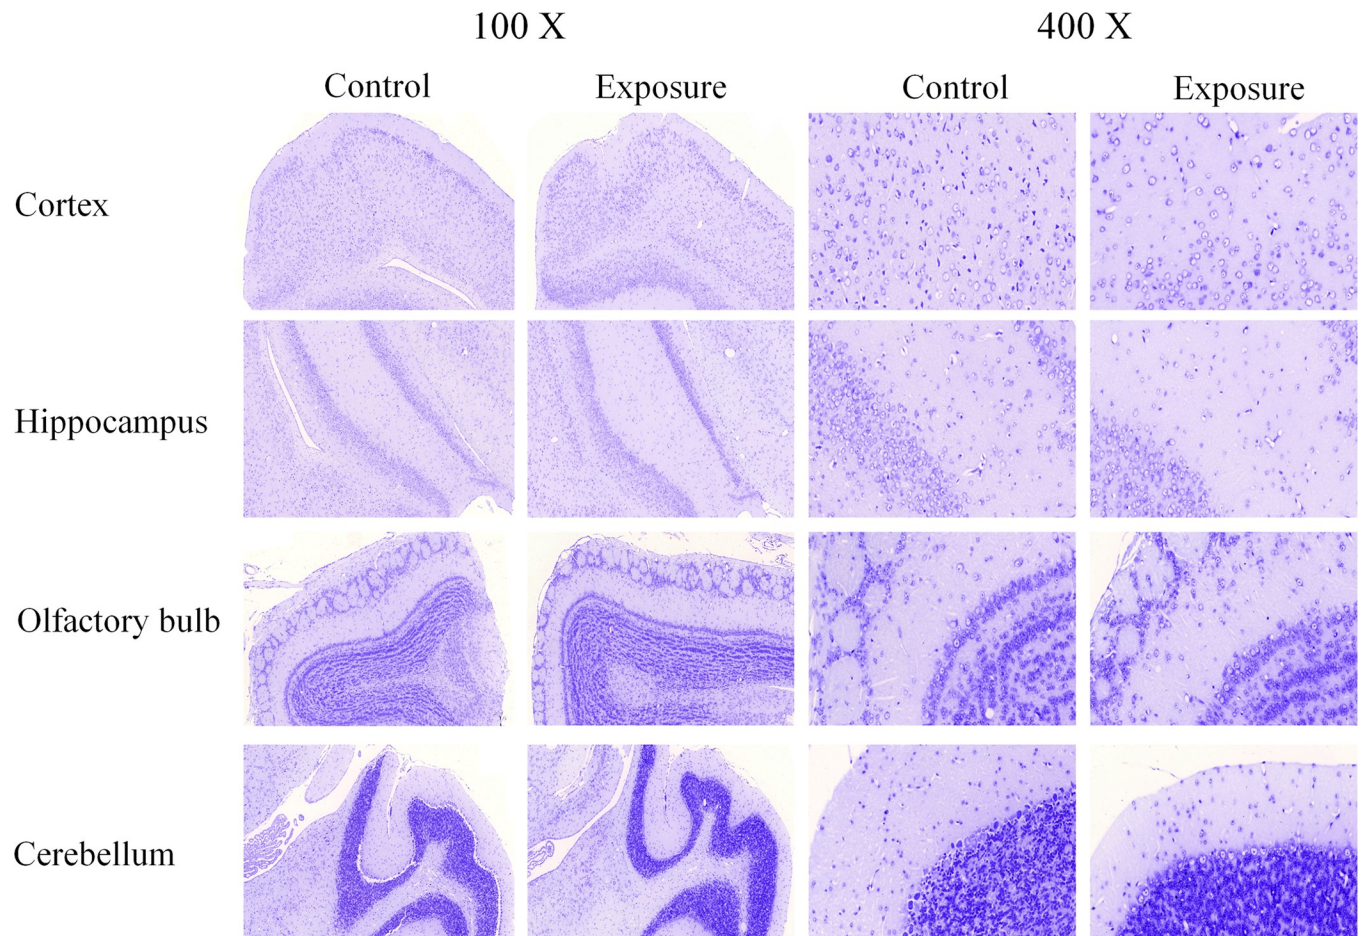 100 X 400 X
Control Exposure Control Exposure
Cortex
Hippocampus
Olfactory bulb
Cerebellum